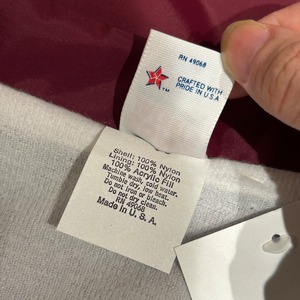 RN 49068
CRAFTED WITH
PRIDE IN U.S.A
TM
Shell: 100% Nylon
Lining: 100% Nylon
100% Acrylic Fill
Machine wash, cold water.
Tumble dry, low heat.
Do not iron or bleach.
Do not dry clean.
RN 49068
Made In U. S. A.